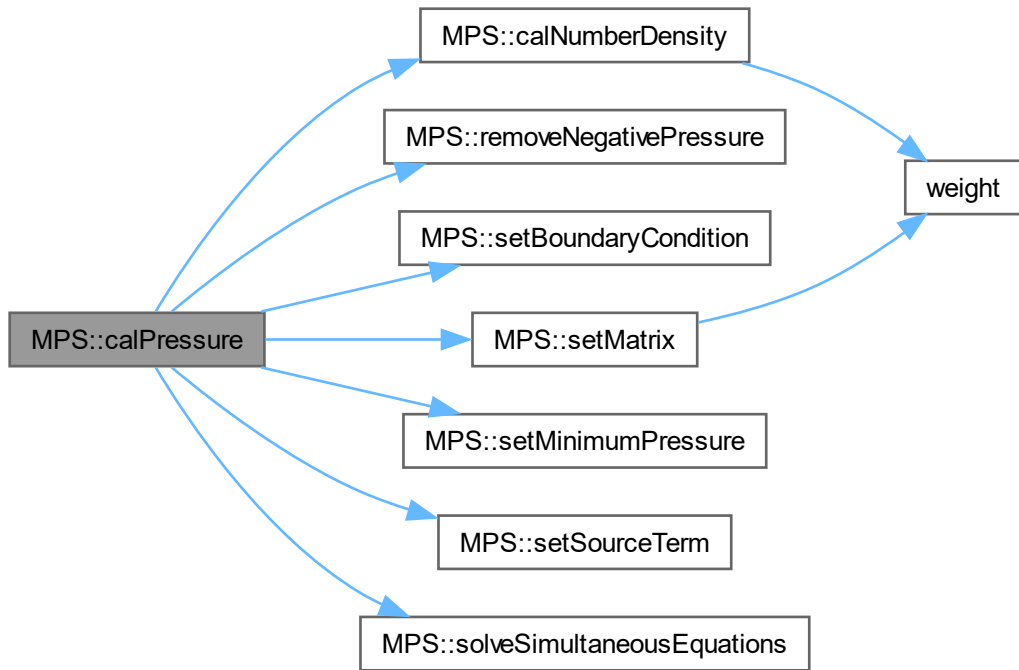 MPS::calNumberDensity
MPS::removeNegativePressure
weight
MPS::setBoundaryCondition
MPS::calPressure
MPS::setMatrix
MPS::setMinimumPressure
MPS::setSourceTerm
MPS::solveSimultaneousEquations